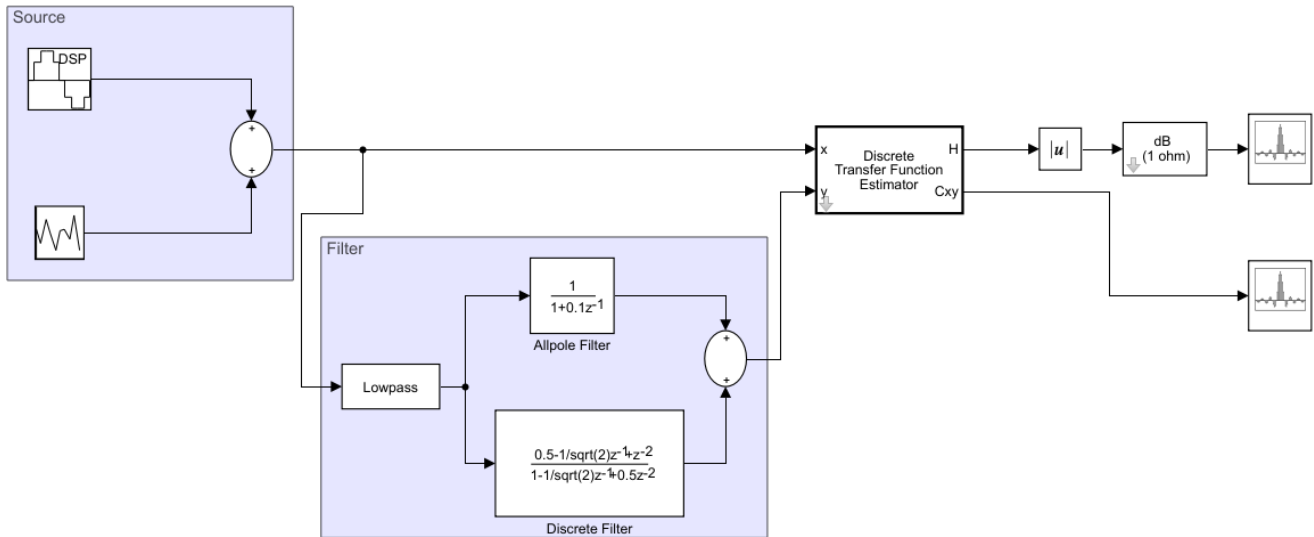 Source
DSP
+
+
x
y
Discrete
Transfer Function
Estimator
H
Cxy
|u|
dB
(1 ohm)
Filter
1
1+0.1z-1
Allpole Filter
Lowpass
+
+
0.5-1/sqrt(2)z-1+z-2
1-1/sqrt(2)z-1+0.5z-2
Discrete Filter